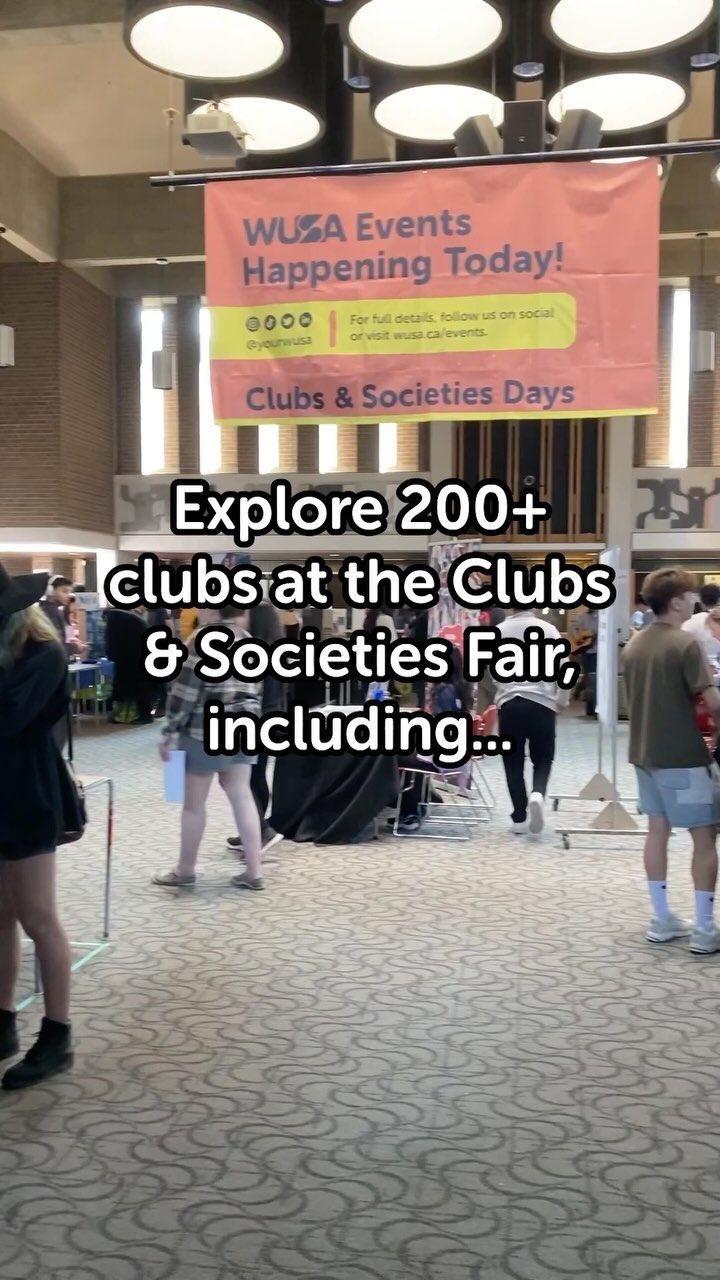 WUSA Events
Happening Today!
@yourwusa
For full details, follow us on social
or visit wusa.ca/events.
Clubs & Societies Days
Explore 200+
clubs at the Clubs
& Societies Fair,
including...